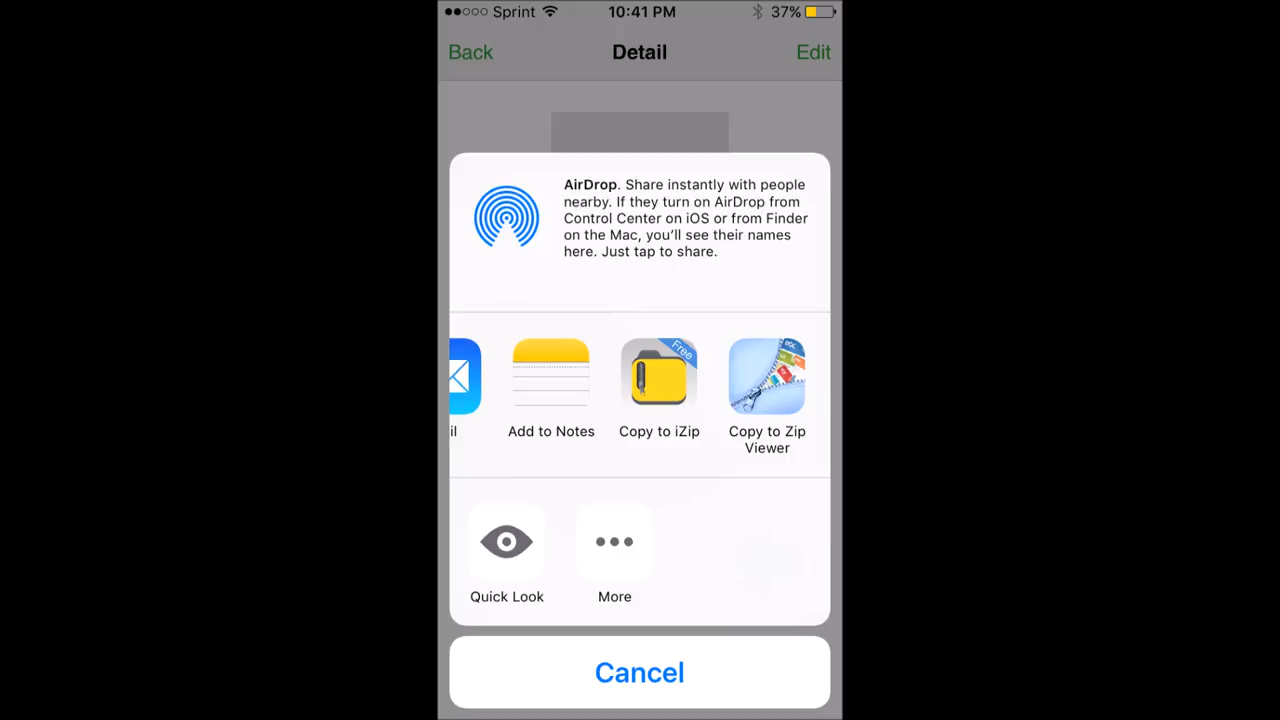 Sprint 10:41 PM 37%
Back Detail Edit
AirDrop. Share instantly with people
nearby. If they turn on AirDrop from
Control Center on iOS or from Finder
on the Mac, you’ll see their names
here. Just tap to share.
Free
DOC
il Add to Notes Copy to iZip Copy to Zip
Viewer
Quick Look More
Cancel